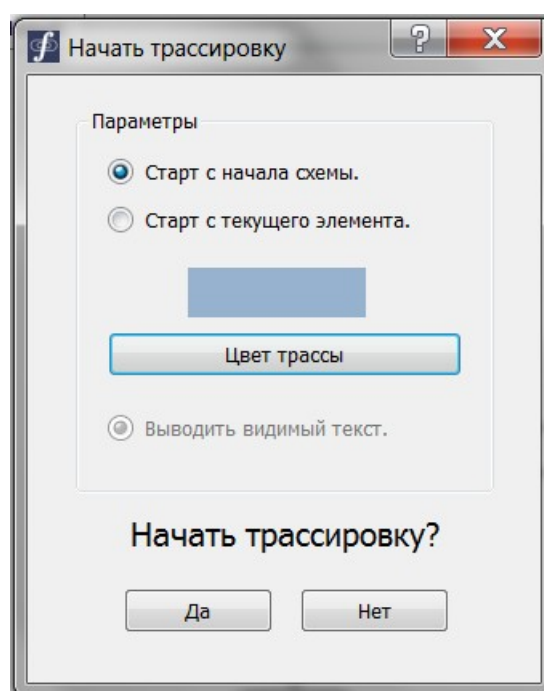 Начать трассировку
Параметры
Старт с начала схемы.
Старт с текущего элемента.
Цвет трассы
Выводить видимый текст.
Начать трассировку?
Да
Нет